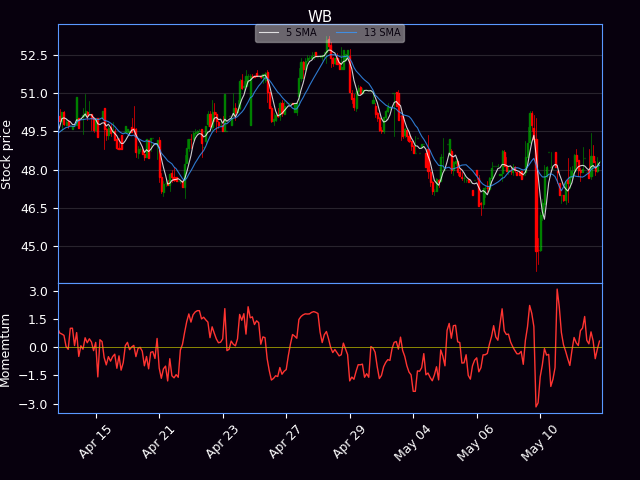 WB
5 SMA
13 SMA
Stock price
52.5
51.0
49.5
48.0
46.5
45.0
Momemtum
3.0
1.5
0.0
−1.5
−3.0
Apr 15
Apr 21
Apr 23
Apr 27
Apr 29
May 04
May 06
May 10